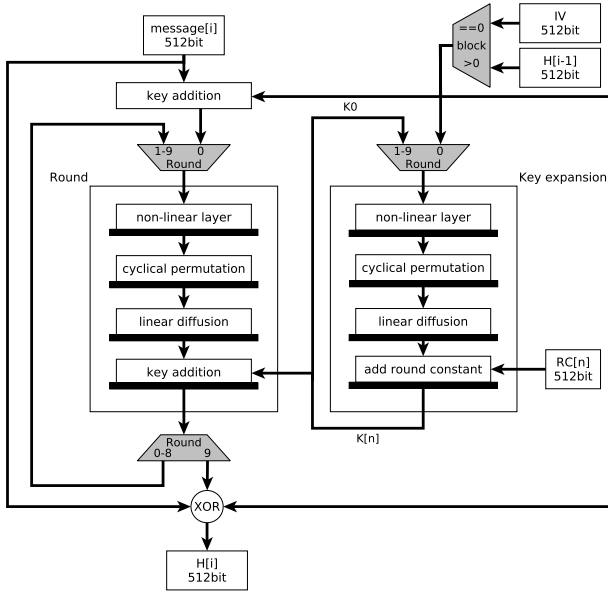 message[i]
512bit
==0
block
>0
IV
512bit
H[i-1]
512bit
key addition
K0
1-9 0
Round
1-9 0
Round
Round
Key expansion
non-linear layer
cyclical permutation
linear diffusion
key addition
non-linear layer
cyclical permutation
linear diffusion
add round constant
RC[n]
512bit
K[n]
Round
0-8 9
XOR
H[i]
512bit